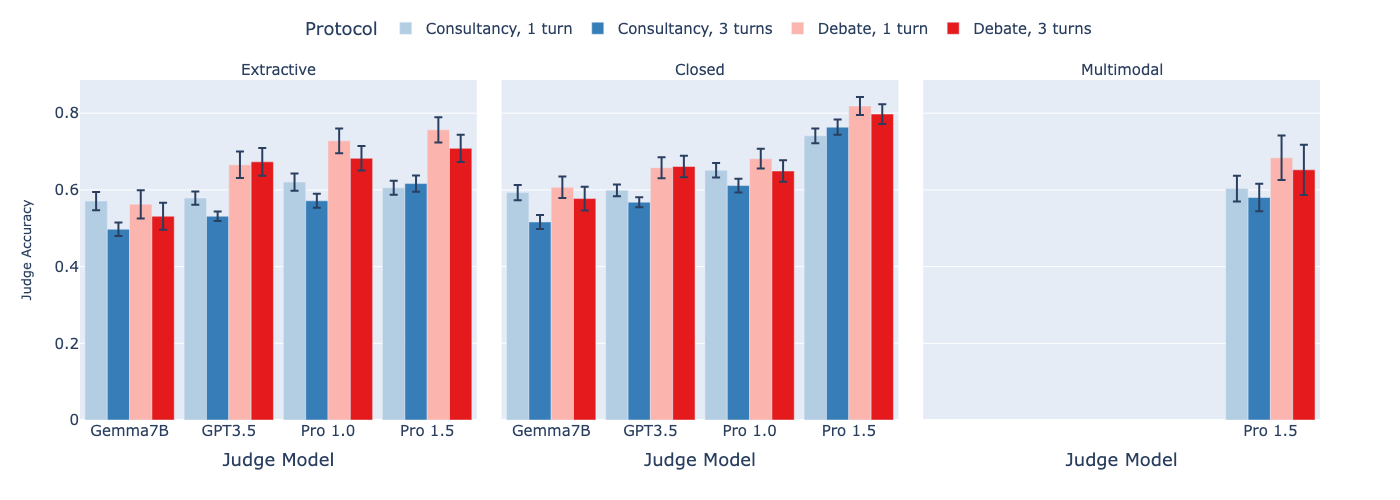 Protocol Consultancy, 1 turn Consultancy, 3 turns Debate, 1 turn Debate, 3 turns
Extractive Closed Multimodal
Judge Accuracy
0.8
0.6
0.4
0.2
0
Gemma7B GPT3.5 Pro 1.0 Pro 1.5 Gemma7B GPT3.5 Pro 1.0 Pro 1.5 Pro 1.5
Judge Model Judge Model Judge Model